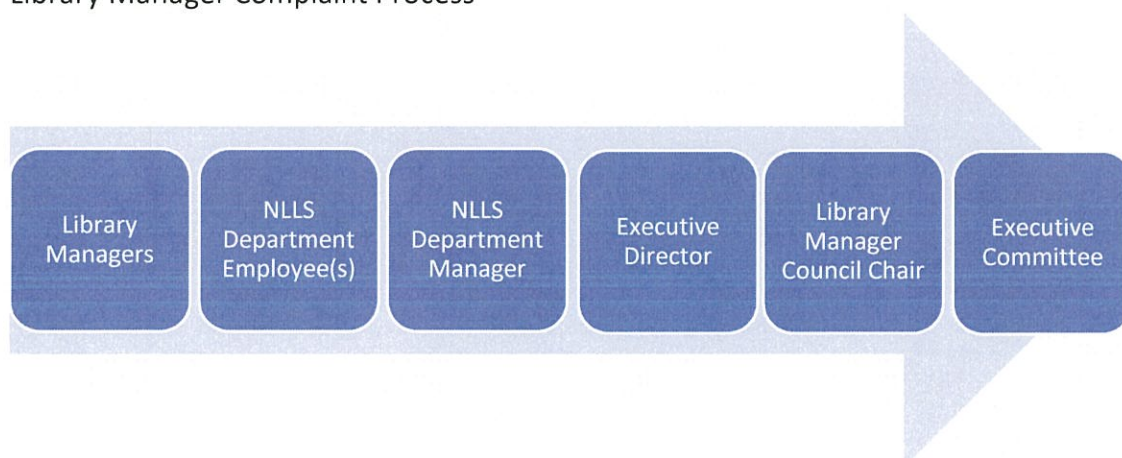 Library Manager Complaint Process
Library
Managers
NLLS
Department
Employee(s)
NLLS
Department
Manager
Executive
Director
Library
Manager
Council Chair
Executive
Committee